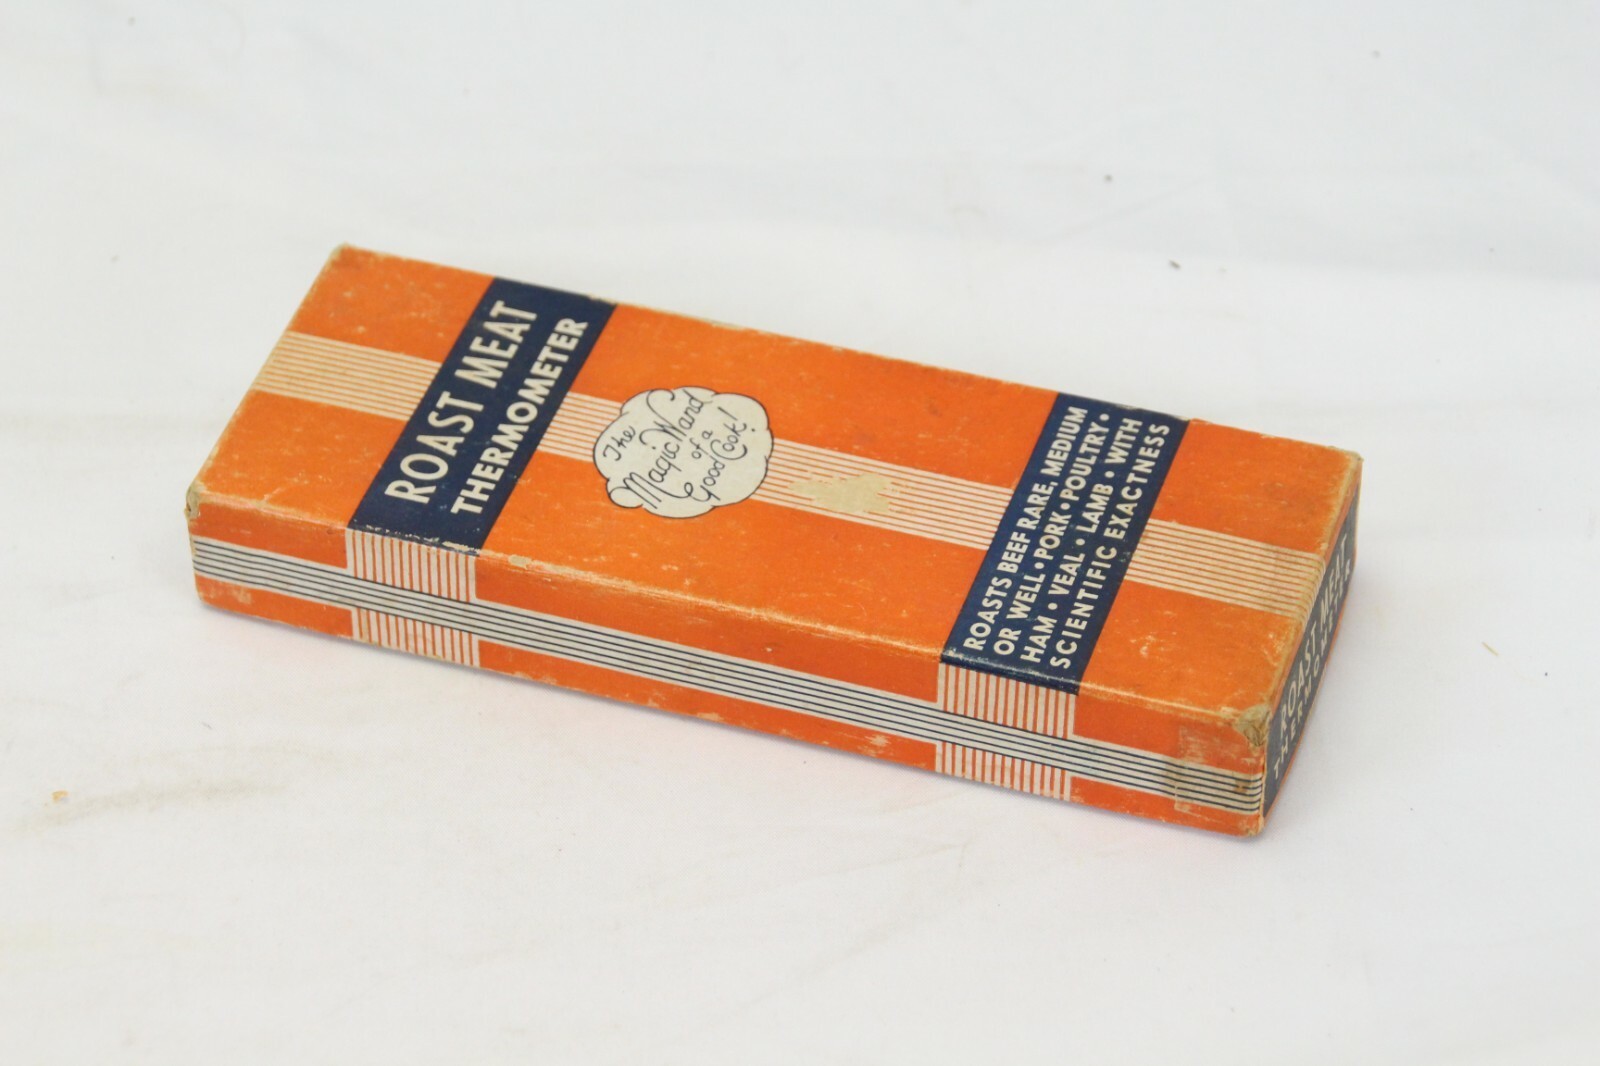 ROAST MEAT
THERMOMETER
The
Magic Wand
of a
Good Cook!
ROASTS BEEF RARE, MEDIUM
OR WELL • PORK • POULTRY •
HAM • VEAL • LAMB • WITH
SCIENTIFIC EXACTNESS
ROAST MEAT
THERMOMETER